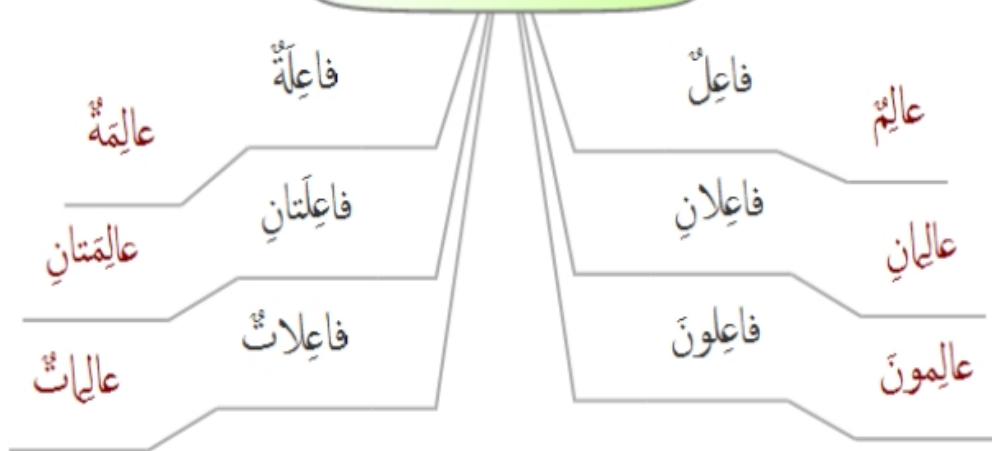 فاعِلٌ
عالِمٌ
فاعِلانِ
عالِمانِ
فاعِلونَ
عالِمونَ
فاعِلَةٌ
عالِمَةٌ
فاعِلَتانِ
عالِمَتانِ
فاعِلاتٌ
عالِماتٌ